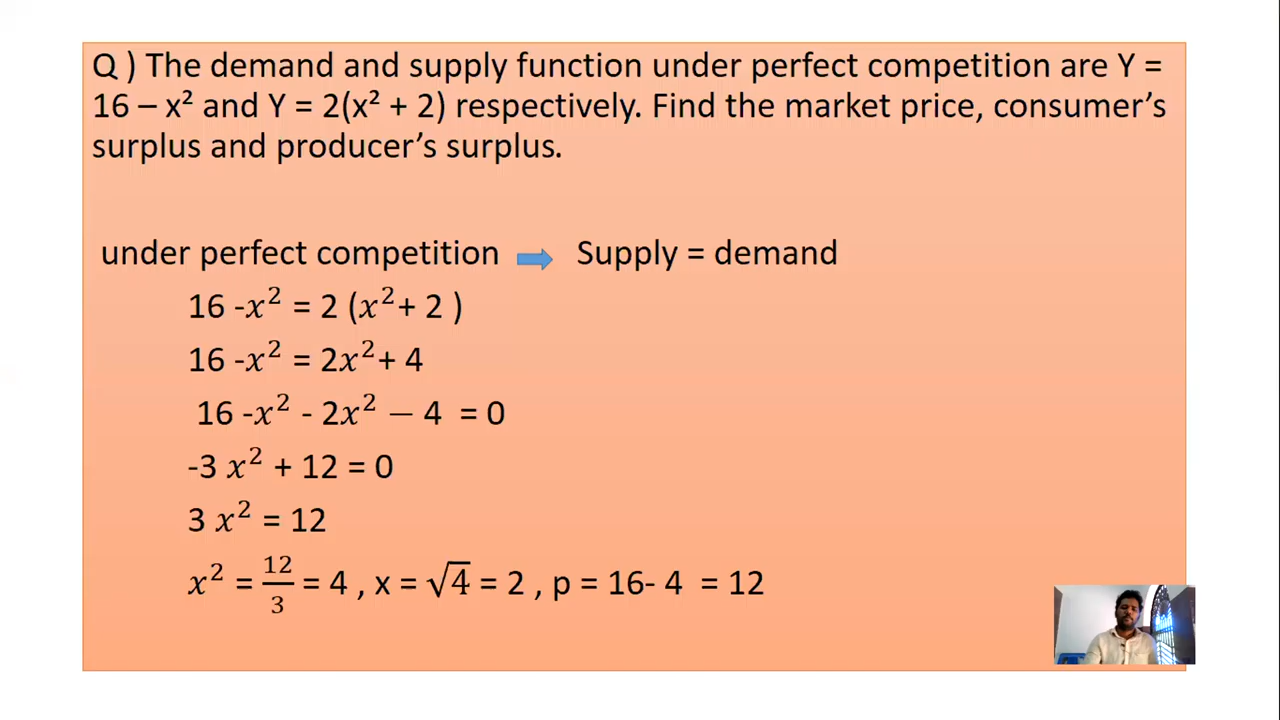 Q ) The demand and supply function under perfect competition are Y =
16 – x² and Y = 2(x² + 2) respectively. Find the market price, consumer’s
surplus and producer’s surplus.
under perfect competition ➡ Supply = demand
16 -𝑥² = 2 (𝑥²+ 2 )
16 -𝑥² = 2𝑥²+ 4
16 -𝑥² - 2𝑥² − 4 = 0
-3 𝑥² + 12 = 0
3 𝑥² = 12
𝑥² = 12/3 = 4 , x = √4 = 2 , p = 16- 4 = 12